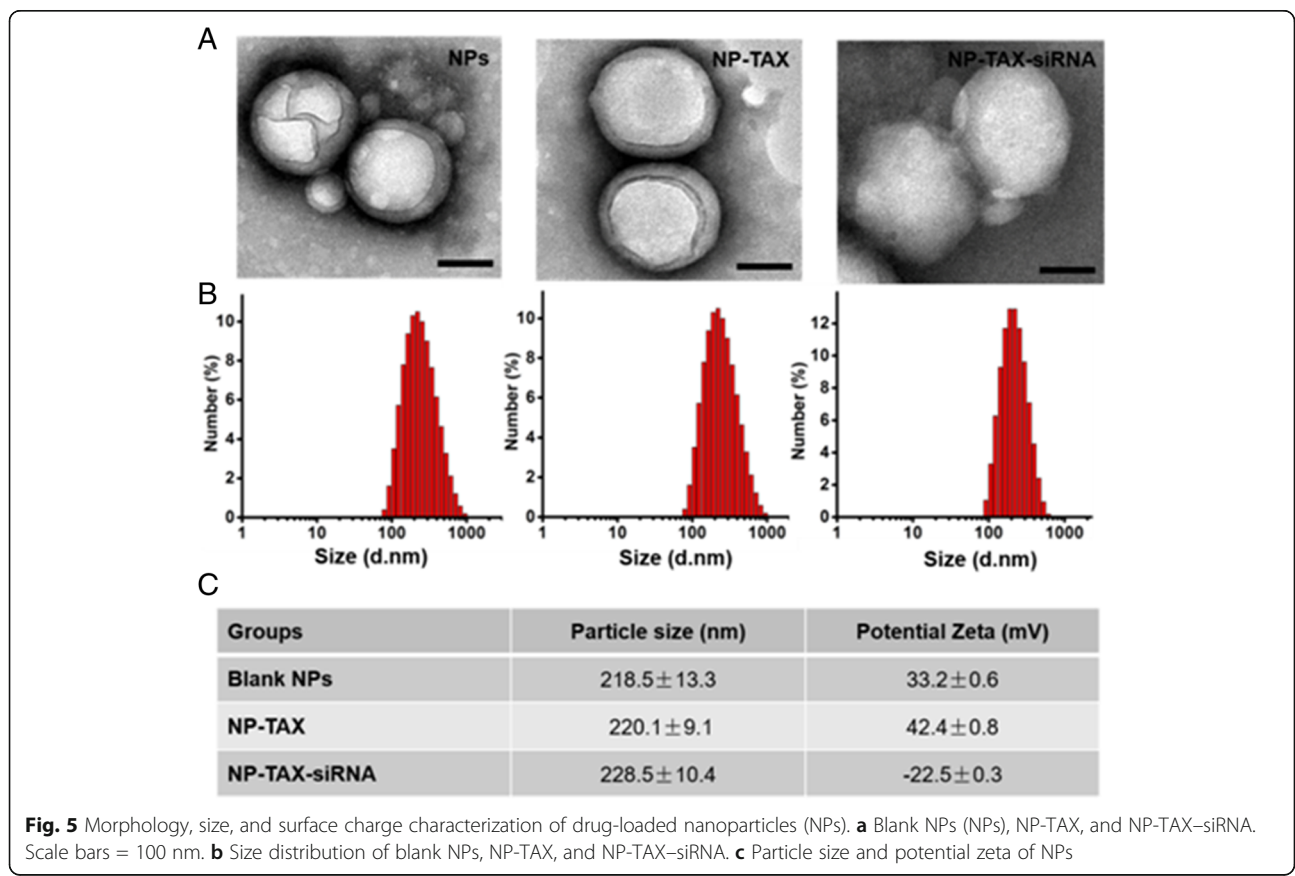 A
NPs
NP-TAX
NP-TAX-siRNA
B
10
8
6
4
2
0
Number (%)
1 10 100 1000
Size (d.nm)
10
8
6
4
2
0
Number (%)
1 10 100 1000
Size (d.nm)
12
10
8
6
4
2
0
Number (%)
1 10 100 1000
Size (d.nm)
C
Groups Particle size (nm) Potential Zeta (mV)
Blank NPs 218.5±13.3 33.2±0.6
NP-TAX 220.1±9.1 42.4±0.8
NP-TAX-siRNA 228.5±10.4 -22.5±0.3
Fig. 5 Morphology, size, and surface charge characterization of drug-loaded nanoparticles (NPs). a Blank NPs (NPs), NP-TAX, and NP-TAX–siRNA.
Scale bars = 100 nm. b Size distribution of blank NPs, NP-TAX, and NP-TAX–siRNA. c Particle size and potential zeta of NPs